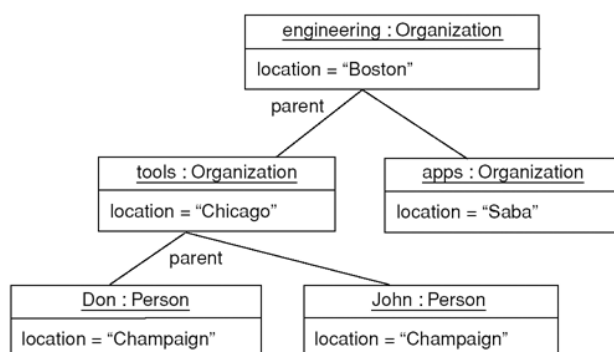 engineering : Organization
location = “Boston”
parent
tools : Organization
apps : Organization
location = “Chicago”
location = “Saba”
parent
Don : Person
John : Person
location = “Champaign”
location = “Champaign”